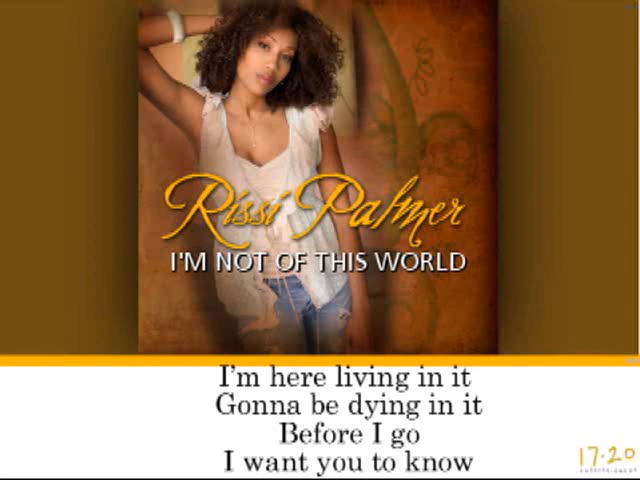 Rissi Palmer
I'M NOT OF THIS WORLD
I'm here living in it
Gonna be dying in it
Before I go
I want you to know
17·20